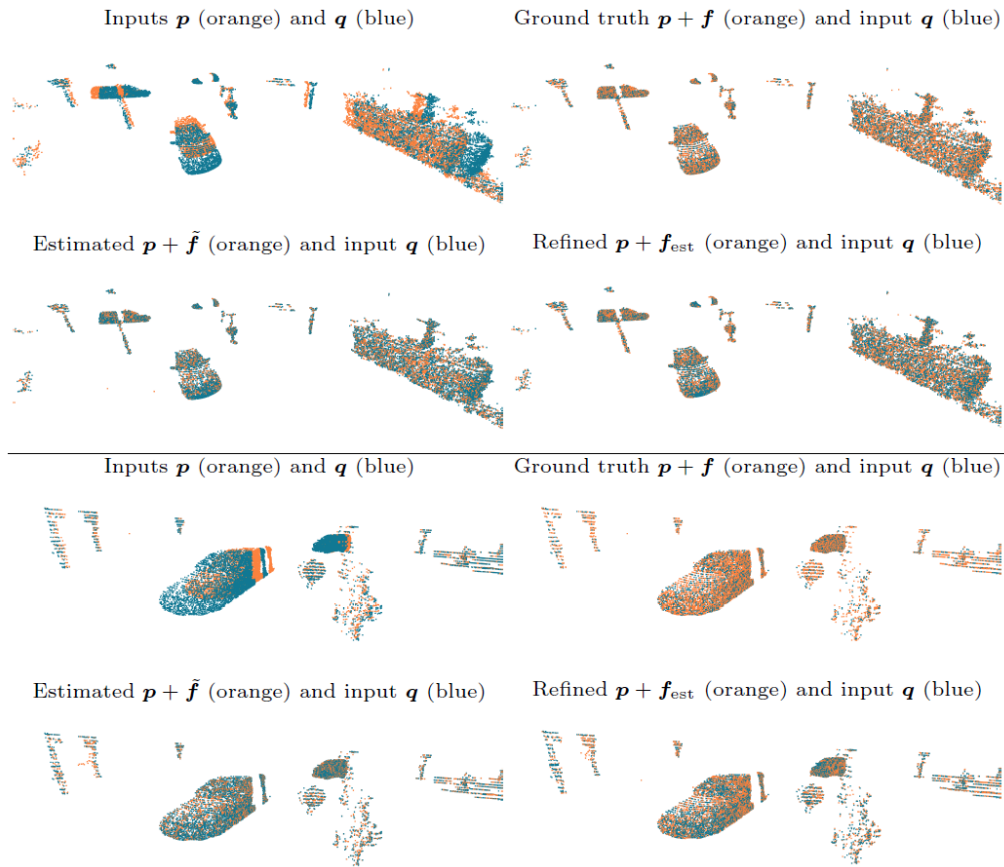 Inputs p (orange) and q (blue)
Ground truth p + f (orange) and input q (blue)
Estimated p + f̃ (orange) and input q (blue)
Refined p + f_est (orange) and input q (blue)
Inputs p (orange) and q (blue)
Ground truth p + f (orange) and input q (blue)
Estimated p + f̃ (orange) and input q (blue)
Refined p + f_est (orange) and input q (blue)